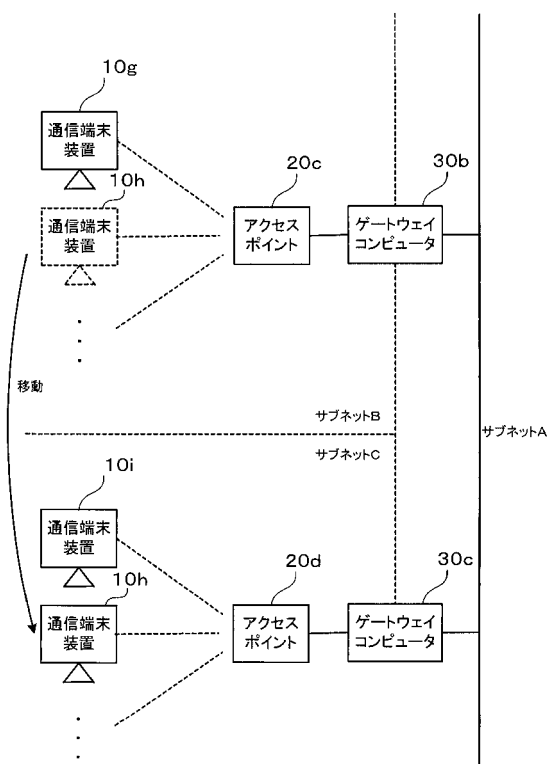 10g
通信端末
装置
10h
通信端末
装置
20c
アクセス
ポイント
30b
ゲートウェイ
コンピュータ
移動
サブネットB
サブネットC
サブネットA
10i
通信端末
装置
10h
通信端末
装置
20d
アクセス
ポイント
30c
ゲートウェイ
コンピュータ